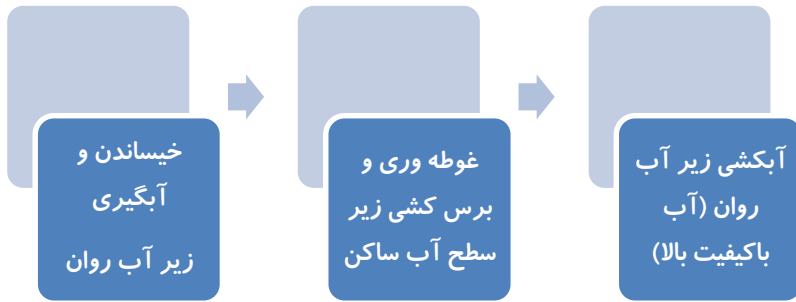 خیساندن و
آبگیری
زیر آب روان
غوطه وری و
برس کشی زیر
سطح آب ساکن
آبکشی زیر آب
روان (آب
باکیفیت بالا)